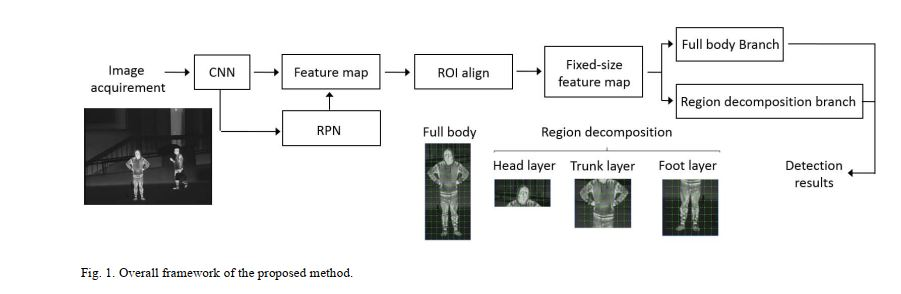 Image
acquirement
CNN
Feature map
ROI align
Fixed-size
feature map
Full body Branch
Region decomposition branch
RPN
Full body
Region decomposition
Head layer
Trunk layer
Foot layer
Detection
results
Fig. 1. Overall framework of the proposed method.